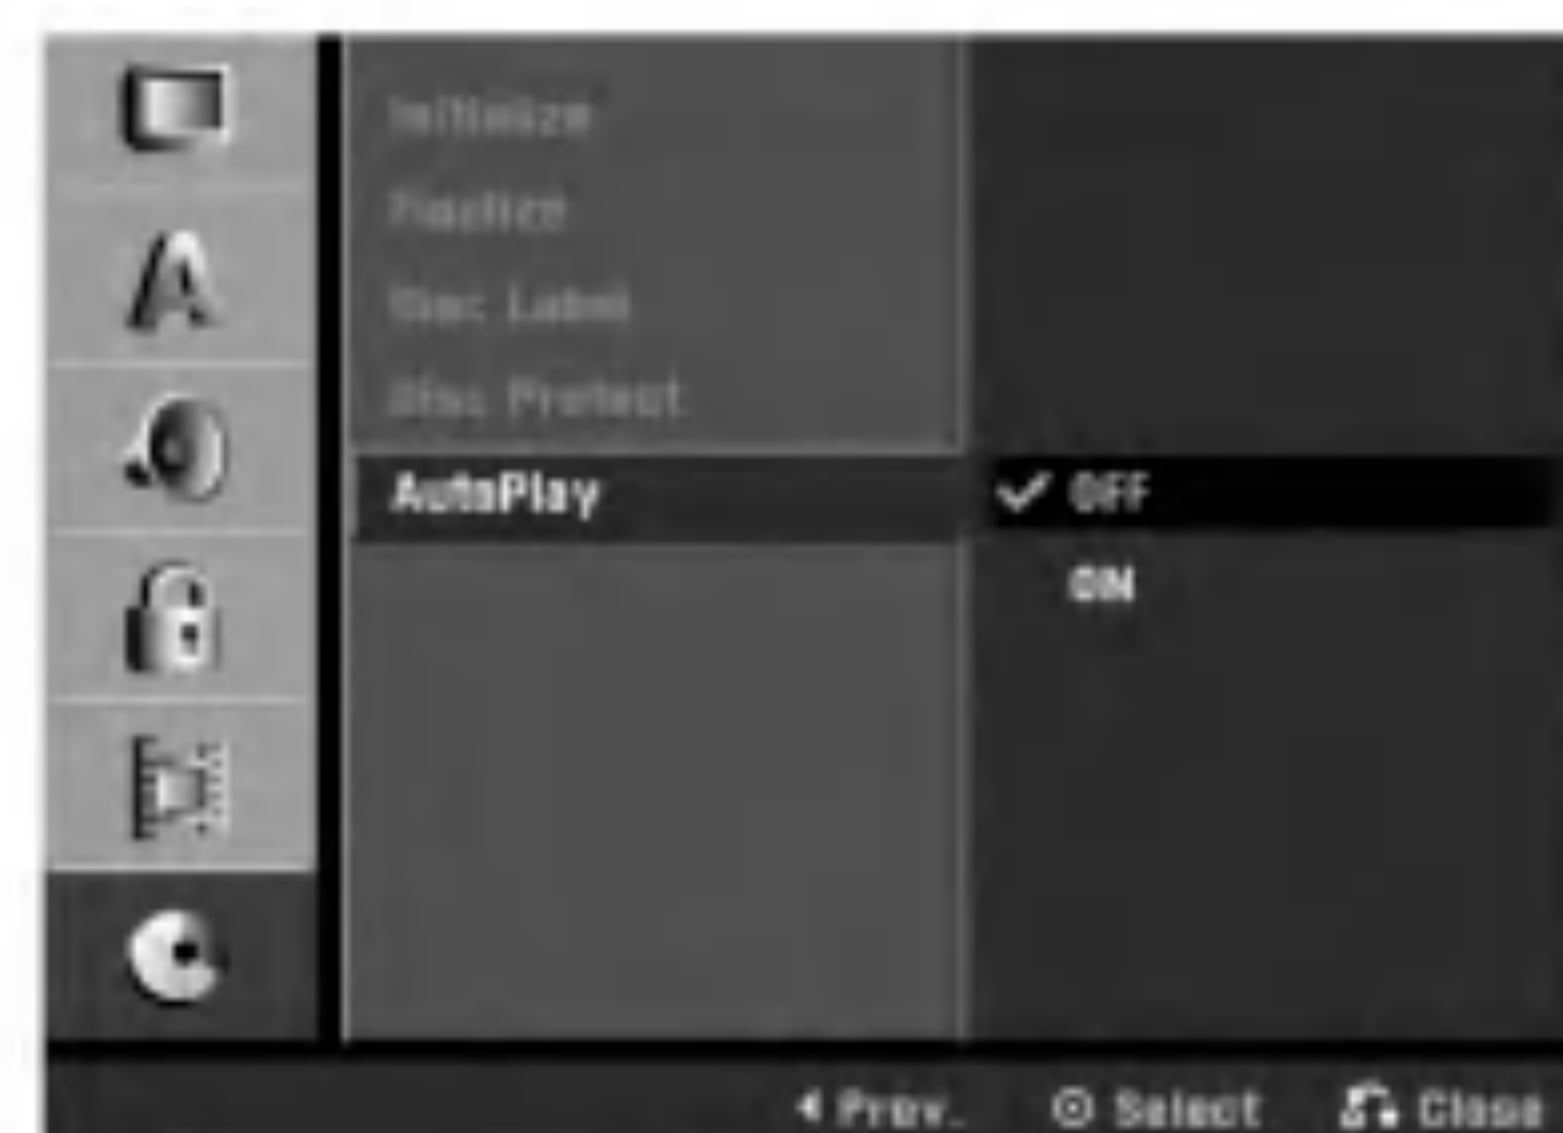 Initialize
Finalize
Disc Label
Disc Protect
AutoPlay
OFF
ON
Prev.
Select
Close